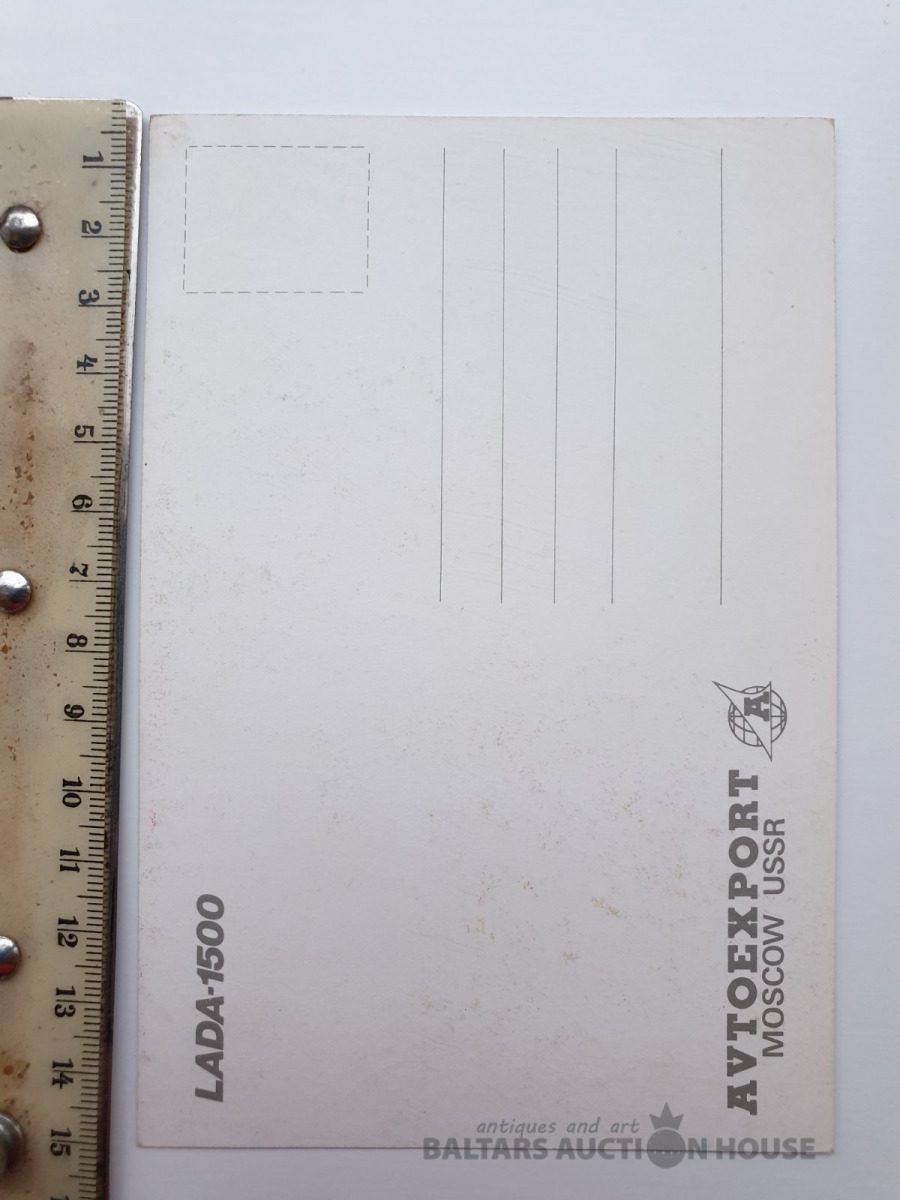 1
2
3
4
5
6
7
8
9
10
11
12
13
14
15
LADA-1500
A
AVTOEXPORT
MOSCOW USSR
antiques and art
BALTARS AUCTION HOUSE